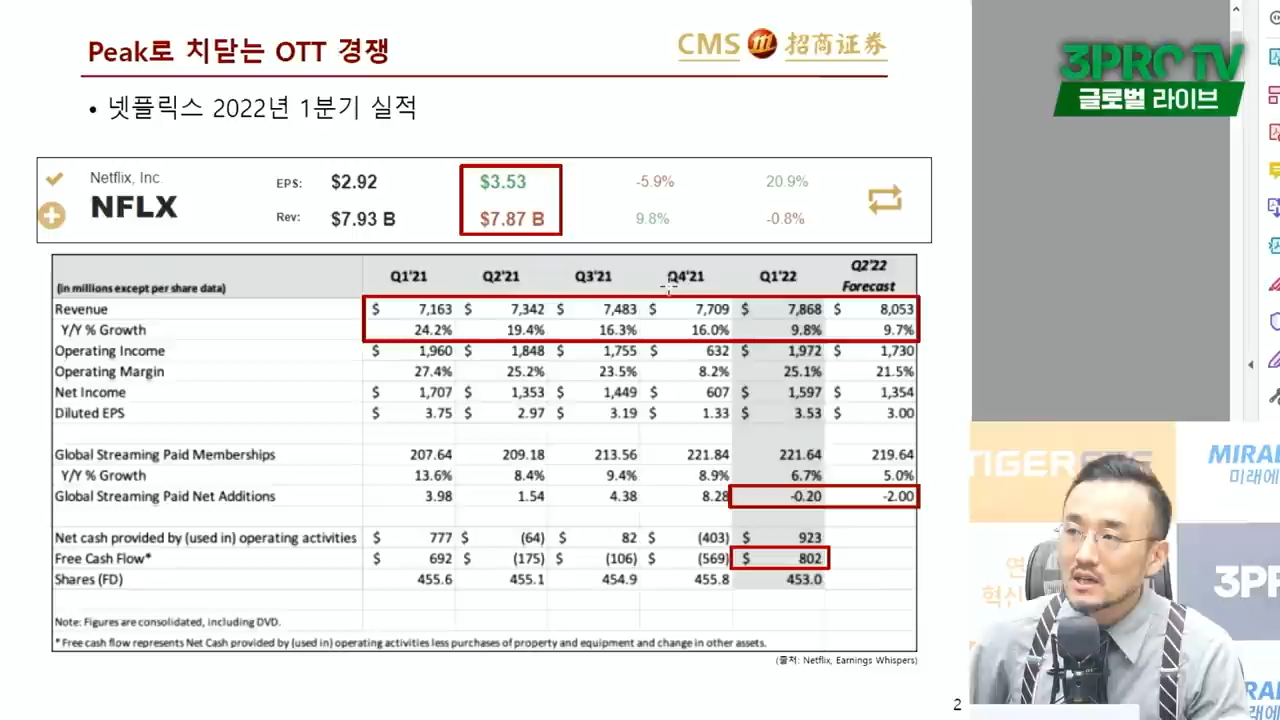 Peak로 치닫는 OTT 경쟁
CMS 招商证券
3PRO TV
글로벌 라이브
• 넷플릭스 2022년 1분기 실적
Netflix, Inc.
NFLX
EPS: $2.92 $3.53 -5.9% 20.9%
Rev: $7.93 B $7.87 B 9.8% -0.8%
(in millions except per share data) Q1'21 Q2'21 Q3'21 Q4'21 Q1'22 Q2'22 Forecast
Revenue $ 7,163 $ 7,342 $ 7,483 $ 7,709 $ 7,868 $ 8,053
Y/Y % Growth 24.2% 19.4% 16.3% 16.0% 9.8% 9.7%
Operating Income $ 1,960 $ 1,848 $ 1,755 $ 632 $ 1,972 $ 1,730
Operating Margin 27.4% 25.2% 23.5% 8.2% 25.1% 21.5%
Net Income $ 1,707 $ 1,353 $ 1,449 $ 607 $ 1,597 $ 1,354
Diluted EPS $ 3.75 $ 2.97 $ 3.19 $ 1.33 $ 3.53 $ 3.00
Global Streaming Paid Memberships 207.64 209.18 213.56 221.84 221.64 219.64
Y/Y % Growth 13.6% 8.4% 9.4% 8.9% 6.7% 5.0%
Global Streaming Paid Net Additions 3.98 1.54 4.38 8.28 -0.20 -2.00
Net cash provided by (used in) operating activities $ 777 $ (64) $ 82 $ (403) $ 923
Free Cash Flow* $ 692 $ (175) $ (106) $ (569) $ 802
Shares (FD) 455.6 455.1 454.9 455.8 453.0
Note: Figures are consolidated, including DVD.
* Free cash flow represents Net Cash provided by (used in) operating activities less purchases of property and equipment and change in other assets.
(출처: Netflix, Earnings Whispers)
2
TIGER
MIRAE
미래에
연
혁신
3PR
MIRAE
래에